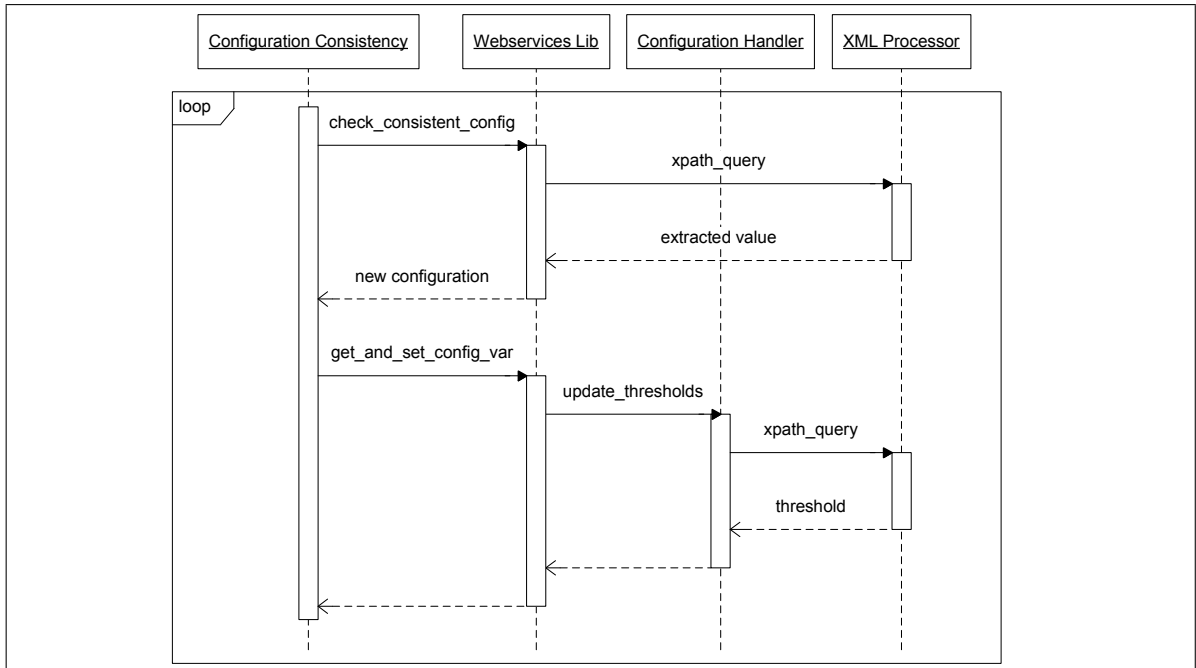 Configuration Consistency
Webservices Lib
Configuration Handler
XML Processor
loop
check_consistent_config
xpath_query
extracted value
new configuration
get_and_set_config_var
update_thresholds
xpath_query
threshold